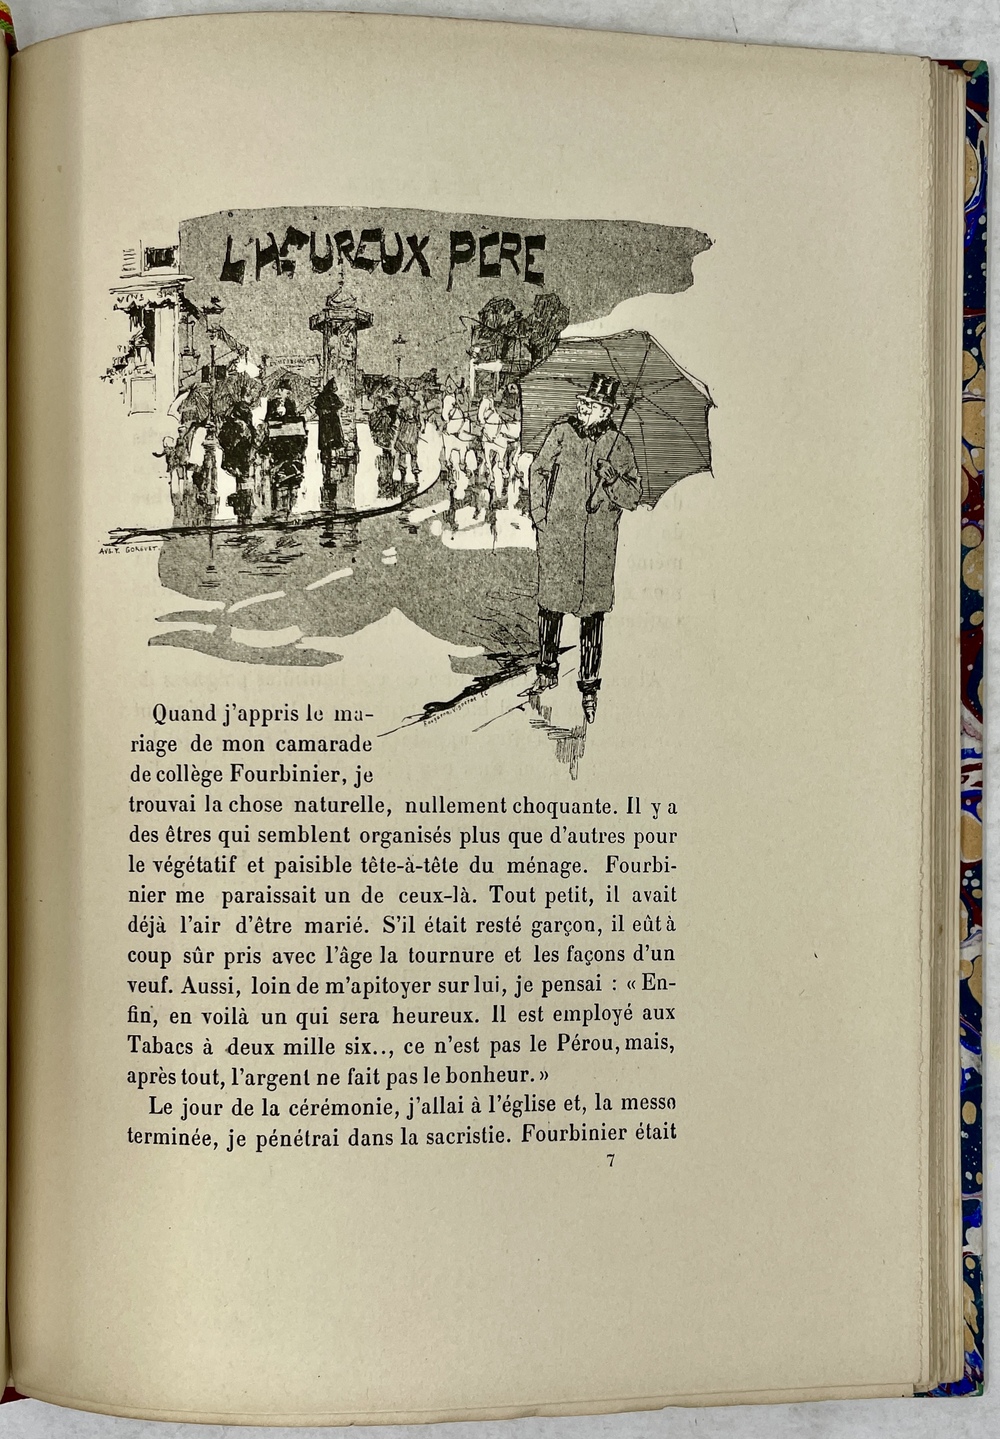 L'HEUREUX PÈRE
AUG. F. GORGUET.
Quand j'appris le ma-
riage de mon camarade
de collège Fourbinier, je
trouvai la chose naturelle, nullement choquante. Il y a
des êtres qui semblent organisés plus que d'autres pour
le végétatif et paisible tête-à-tête du ménage. Fourbi-
nier me paraissait un de ceux-là. Tout petit, il avait
déjà l'air d'être marié. S'il était resté garçon, il eût à
coup sûr pris avec l'âge la tournure et les façons d'un
veuf. Aussi, loin de m'apitoyer sur lui, je pensai : « En-
fin, en voilà un qui sera heureux. Il est employé aux
Tabacs à deux mille six.., ce n'est pas le Pérou, mais,
après tout, l'argent ne fait pas le bonheur. »
Le jour de la cérémonie, j'allai à l'église et, la messe
terminée, je pénétrai dans la sacristie. Fourbinier était
7